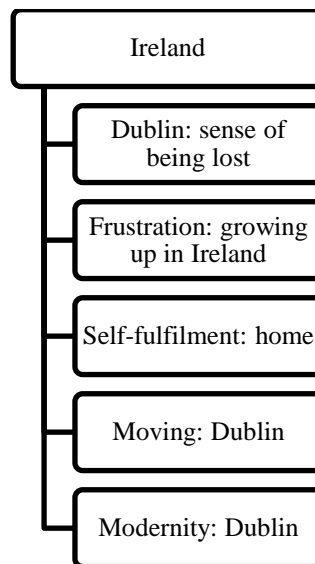 Ireland
Dublin: sense of
being lost
Frustration: growing
up in Ireland
Self-fulfilment: home
Moving: Dublin
Modernity: Dublin